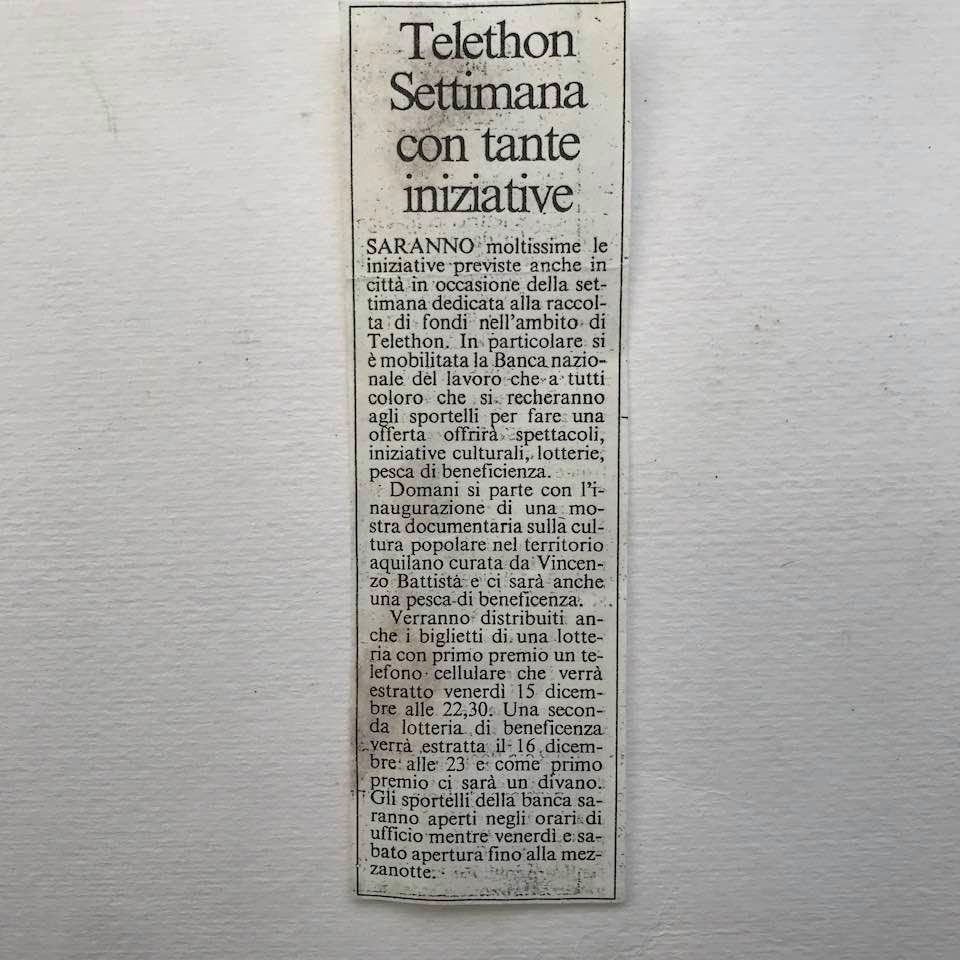 Telethon
Settimana
con tante
iniziative
SARANNO moltissime le
iniziative previste anche in
città in occasione della set-
timana dedicata alla raccol-
ta di fondi nell'ambito di
Telethon. In particolare si
è mobilitata la Banca nazio-
nale del lavoro che a tutti
coloro che si recheranno
agli sportelli per fare una
offerta offrirà spettacoli,
iniziative culturali, lotterie,
pesca di beneficienza.
Domani si parte con l'i-
naugurazione di una mo-
stra documentaria sulla cul-
tura popolare nel territorio
aquilano curata da Vincen-
zo Battista e ci sarà anche
una pesca di beneficenza.
Verranno distribuiti an-
che i biglietti di una lotte-
ria con primo premio un te-
lefono cellulare che verrà
estratto venerdì 15 dicem-
bre alle 22,30. Una secon-
da lotteria di beneficenza
verrà estratta il 16 dicem-
bre alle 23 e come primo
premio ci sarà un divano.
Gli sportelli della banca sa-
ranno aperti negli orari di
ufficio mentre venerdì e sa-
bato apertura fino alla mez-
zanotte.